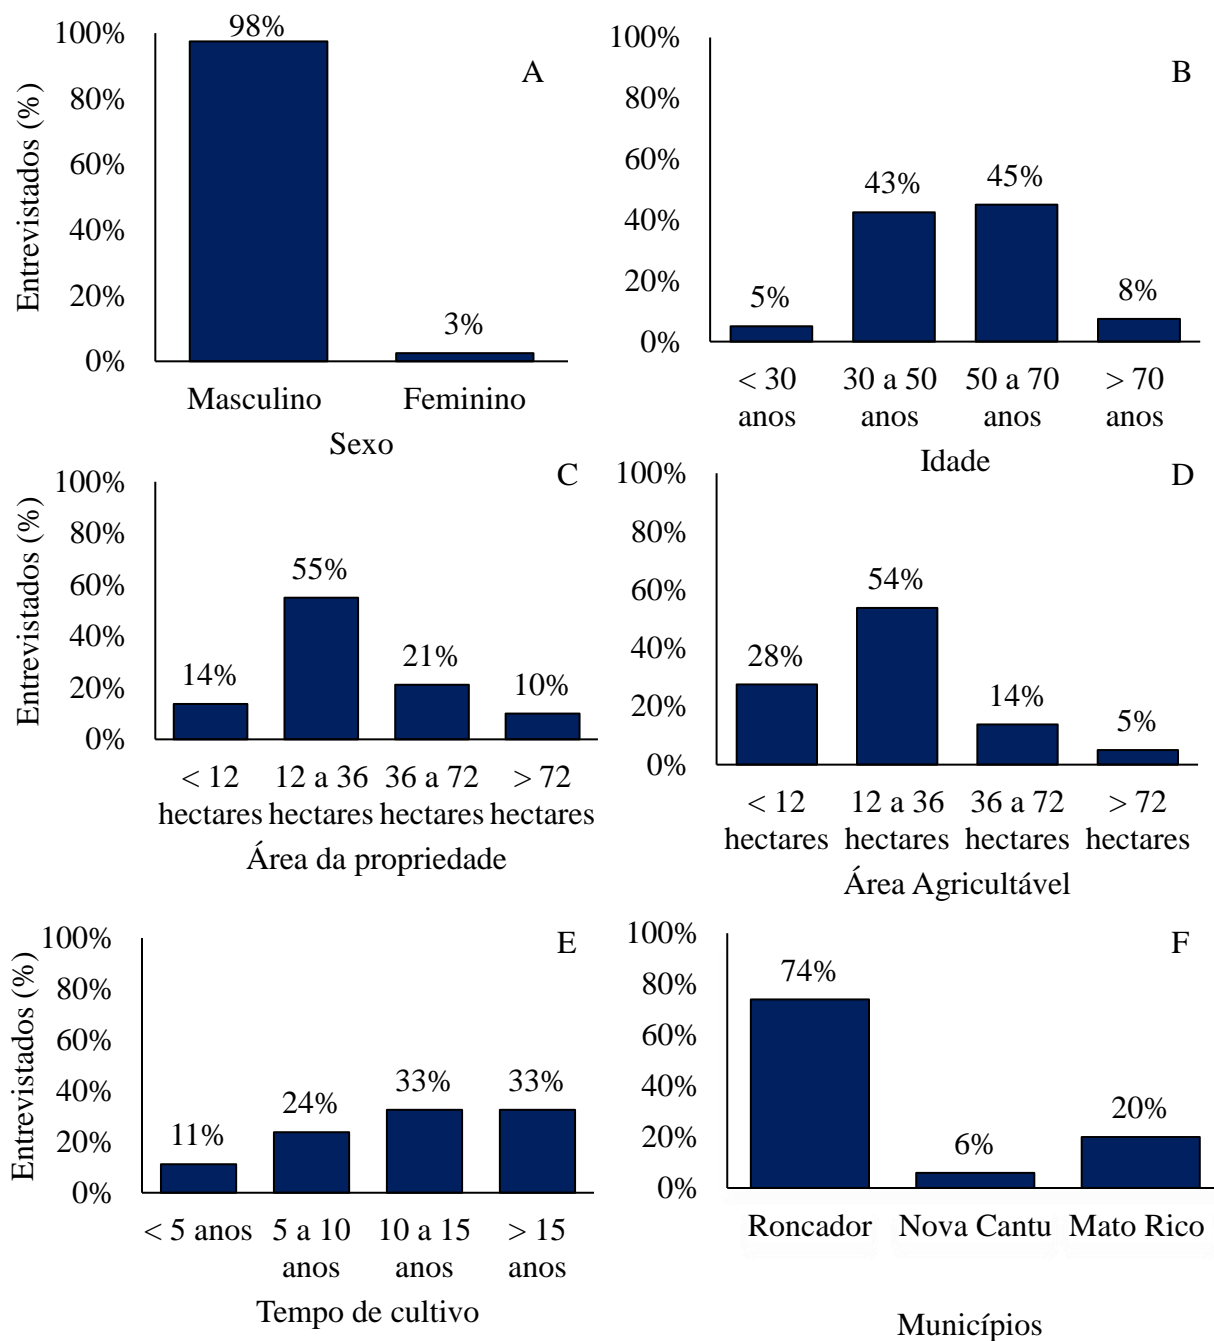 A
Entrevistados (%)
100%
80%
60%
40%
20%
0%
98%
3%
Masculino Feminino
Sexo
B
100%
80%
60%
40%
20%
0%
5%
43%
45%
8%
< 30 30 a 50 50 a 70 > 70
anos anos anos anos
Idade
C
Entrevistados (%)
100%
80%
60%
40%
20%
0%
14%
55%
21%
10%
< 12 12 a 36 36 a 72 > 72
hectares hectares hectares hectares
Área da propriedade
D
100%
80%
60%
40%
20%
0%
28%
54%
14%
5%
< 12 12 a 36 36 a 72 > 72
hectares hectares hectares hectares
Área Agricultável
E
Entrevistados (%)
100%
80%
60%
40%
20%
0%
11%
24%
33%
33%
< 5 anos 5 a 10 10 a 15 > 15
anos anos anos
Tempo de cultivo
F
100%
80%
60%
40%
20%
0%
74%
6%
20%
Roncador Nova Cantu Mato Rico
Municípios